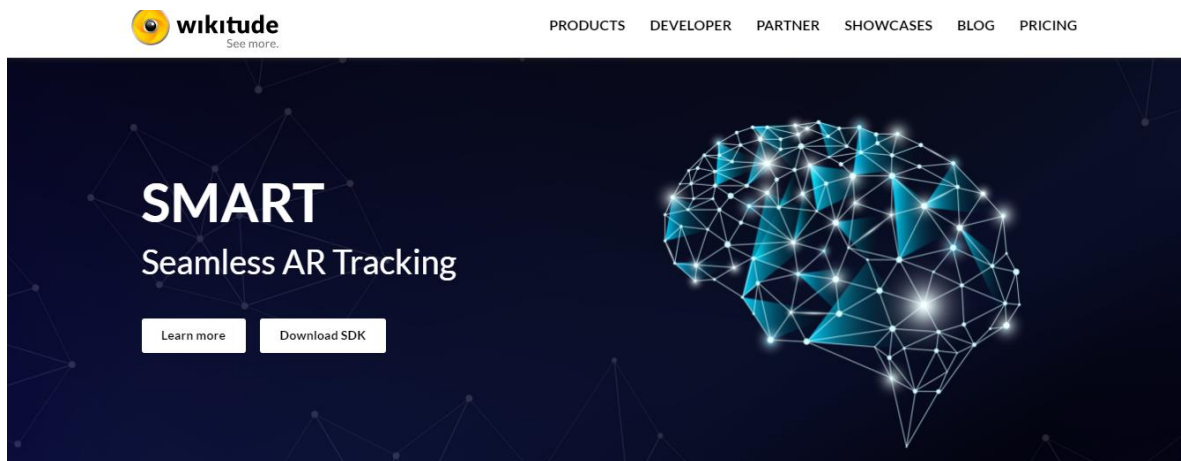 wikitude
See more.
PRODUCTS DEVELOPER PARTNER SHOWCASES BLOG PRICING
SMART
Seamless AR Tracking
Learn more Download SDK